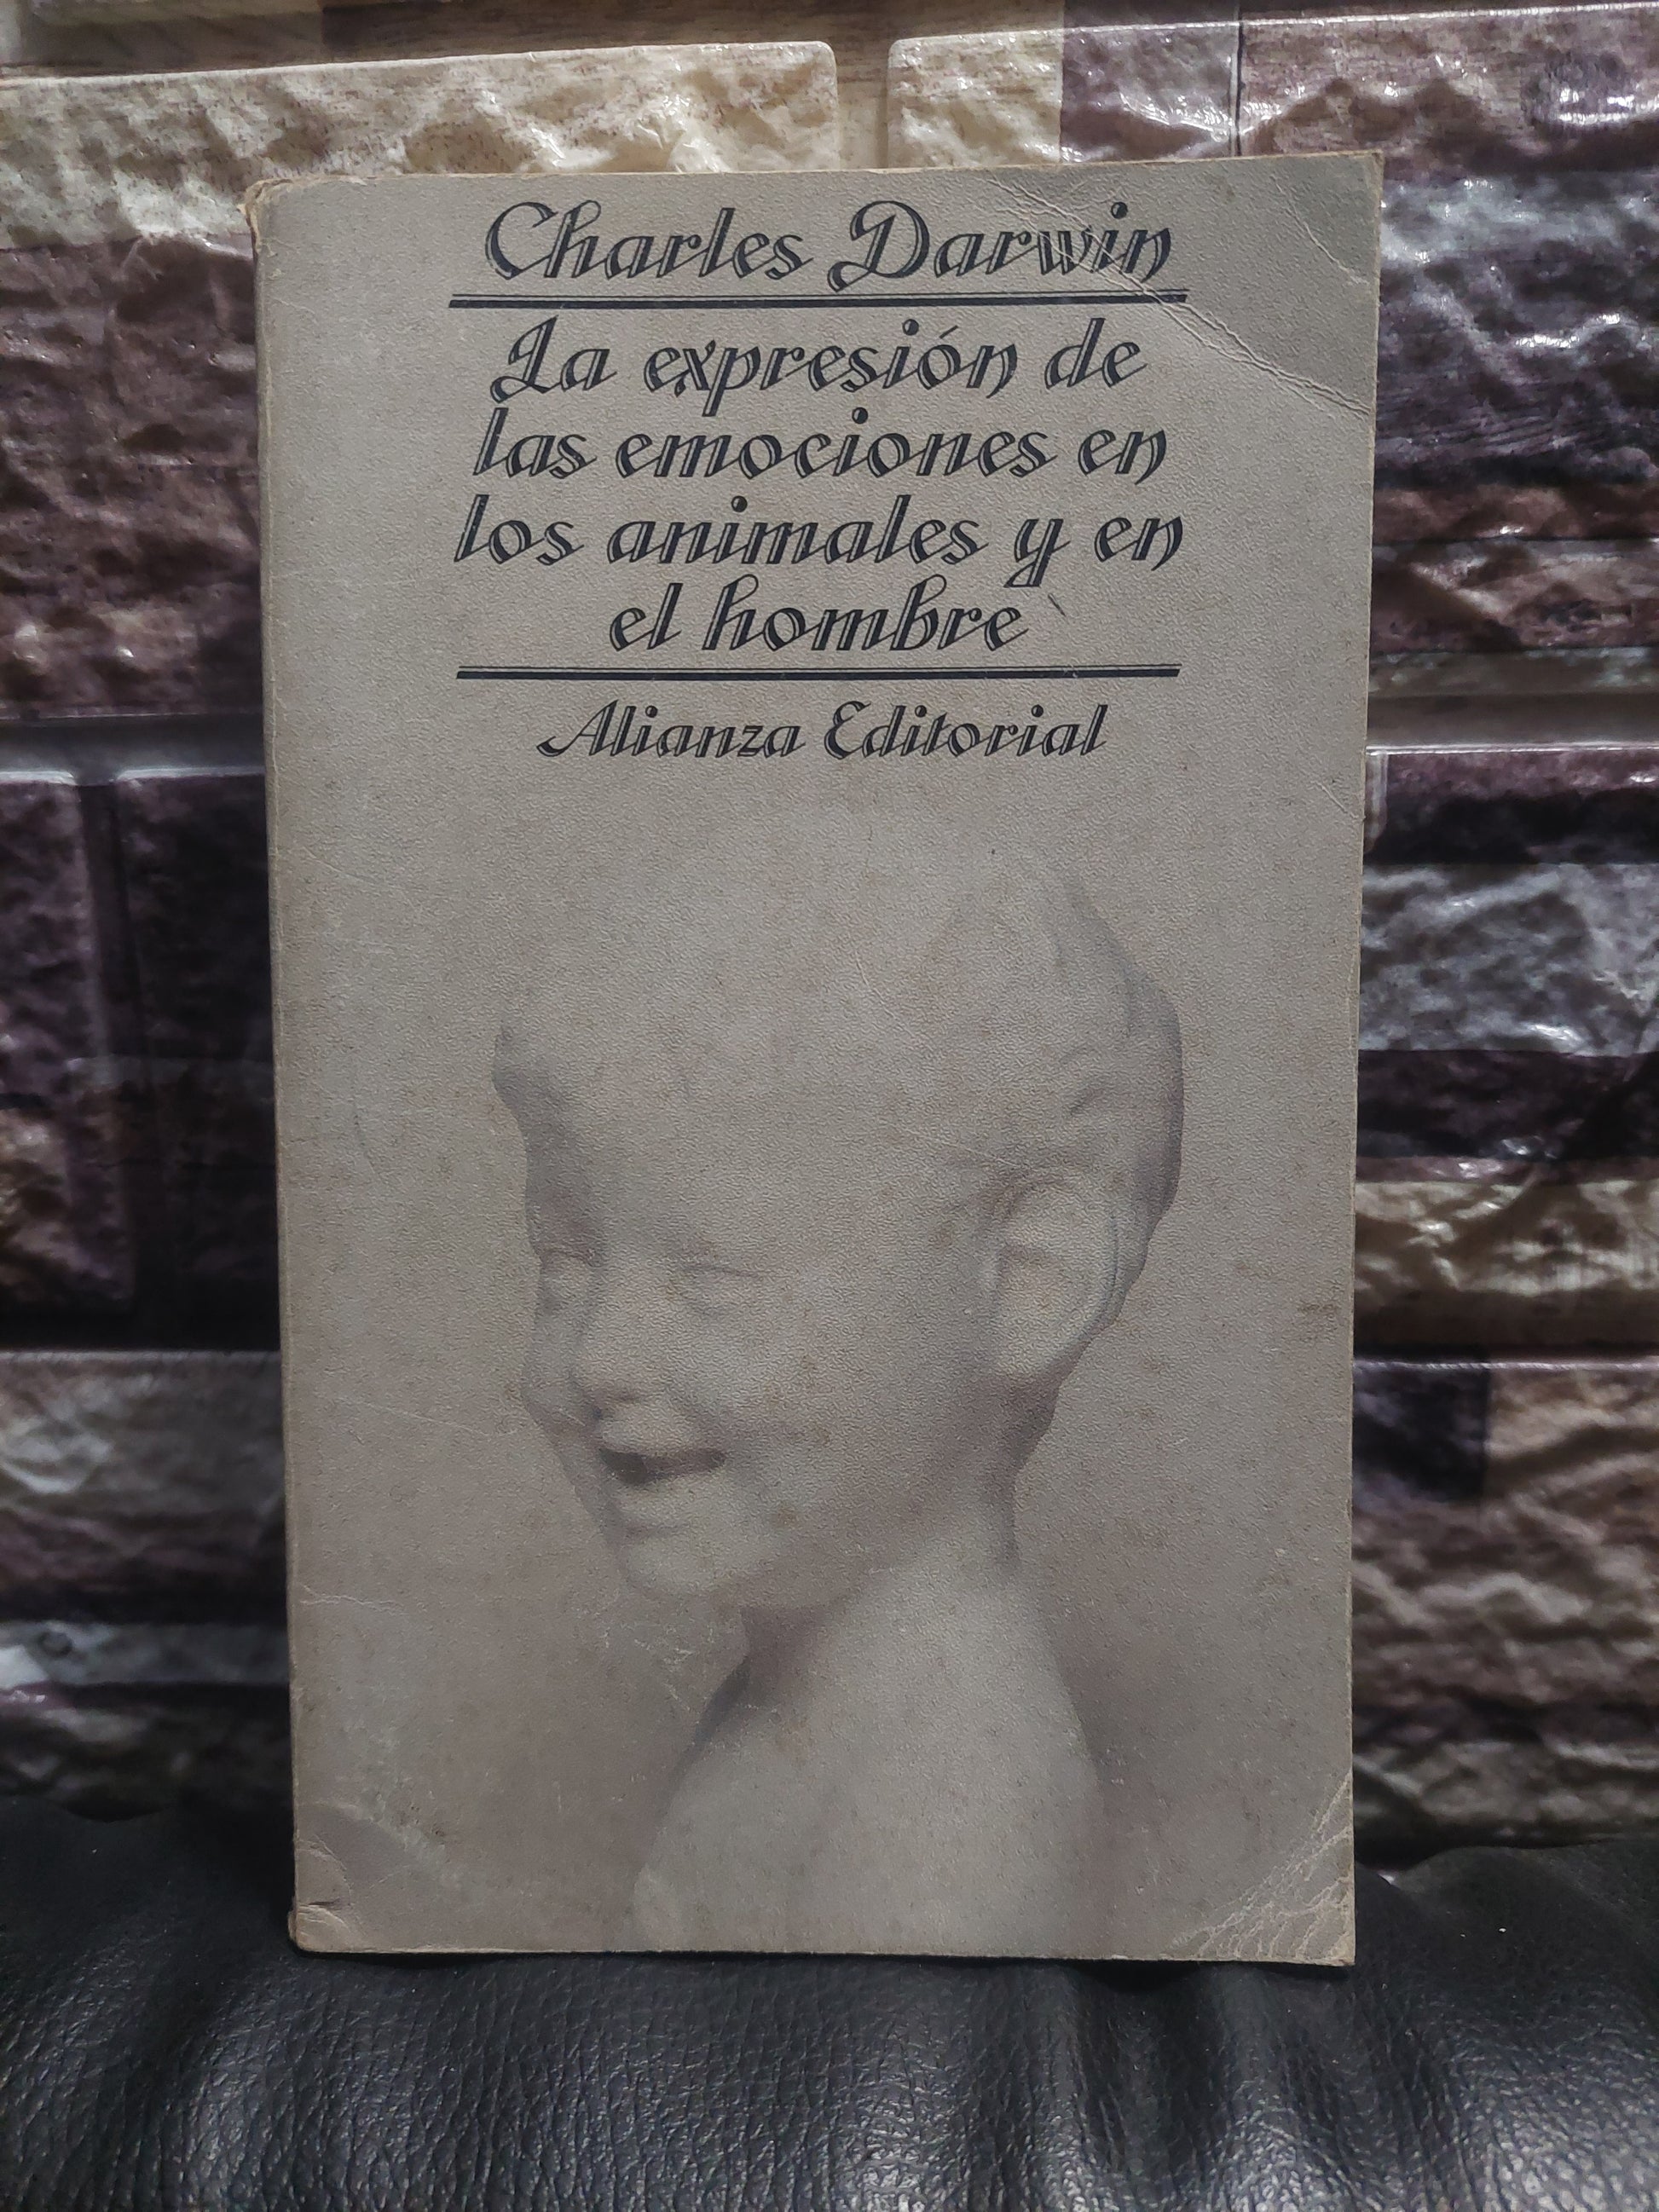 Charles Darwin
La expresión de
las emociones en
los animales y en
el hombre
Alianza Editorial